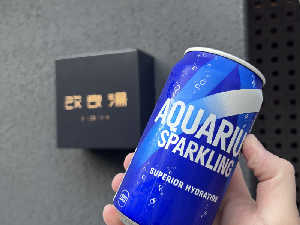 改良湯
AQUARIU
SPARKLING
SUPERIOR HYDRATION